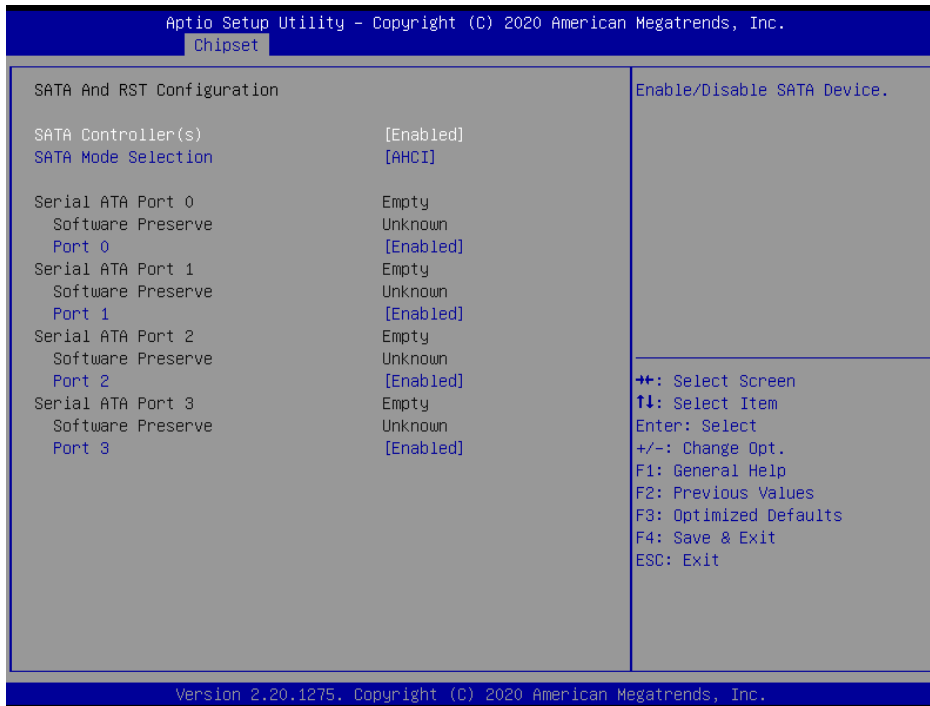 Aptio Setup Utility – Copyright (C) 2020 American Megatrends, Inc.
Chipset
SATA And RST Configuration
SATA Controller(s) [Enabled]
SATA Mode Selection [AHCI]
Serial ATA Port 0 Empty
Software Preserve Unknown
Port 0 [Enabled]
Serial ATA Port 1 Empty
Software Preserve Unknown
Port 1 [Enabled]
Serial ATA Port 2 Empty
Software Preserve Unknown
Port 2 [Enabled]
Serial ATA Port 3 Empty
Software Preserve Unknown
Port 3 [Enabled]
Enable/Disable SATA Device.
→←: Select Screen
↑↓: Select Item
Enter: Select
+/-: Change Opt.
F1: General Help
F2: Previous Values
F3: Optimized Defaults
F4: Save & Exit
ESC: Exit
Version 2.20.1275. Copyright (C) 2020 American Megatrends, Inc.